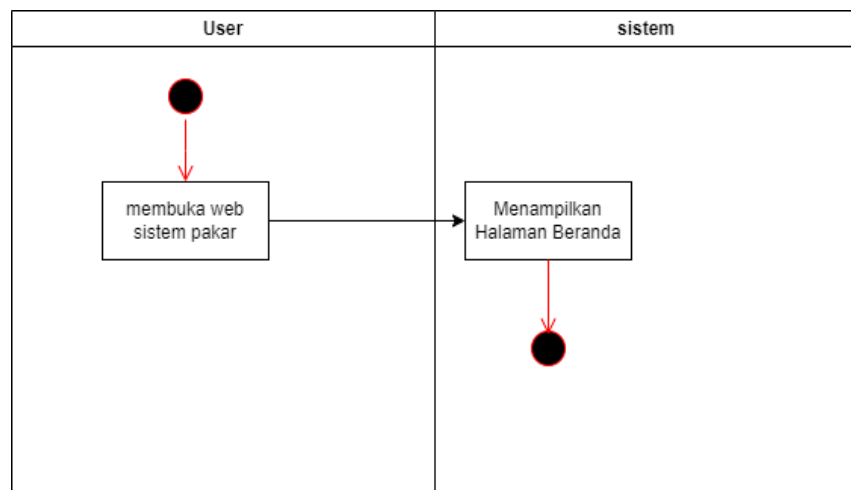 User
sistem
membuka web
sistem pakar
Menampilkan
Halaman Beranda